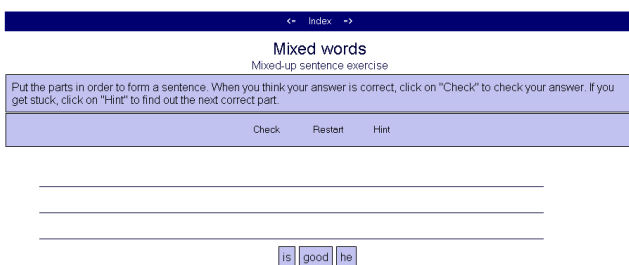 <= Index =>
Mixed words
Mixed-up sentence exercise
Put the parts in order to form a sentence. When you think your answer is correct, click on "Check" to check your answer. If you
get stuck, click on "Hint" to find out the next correct part.
Check Restart Hint
is good he